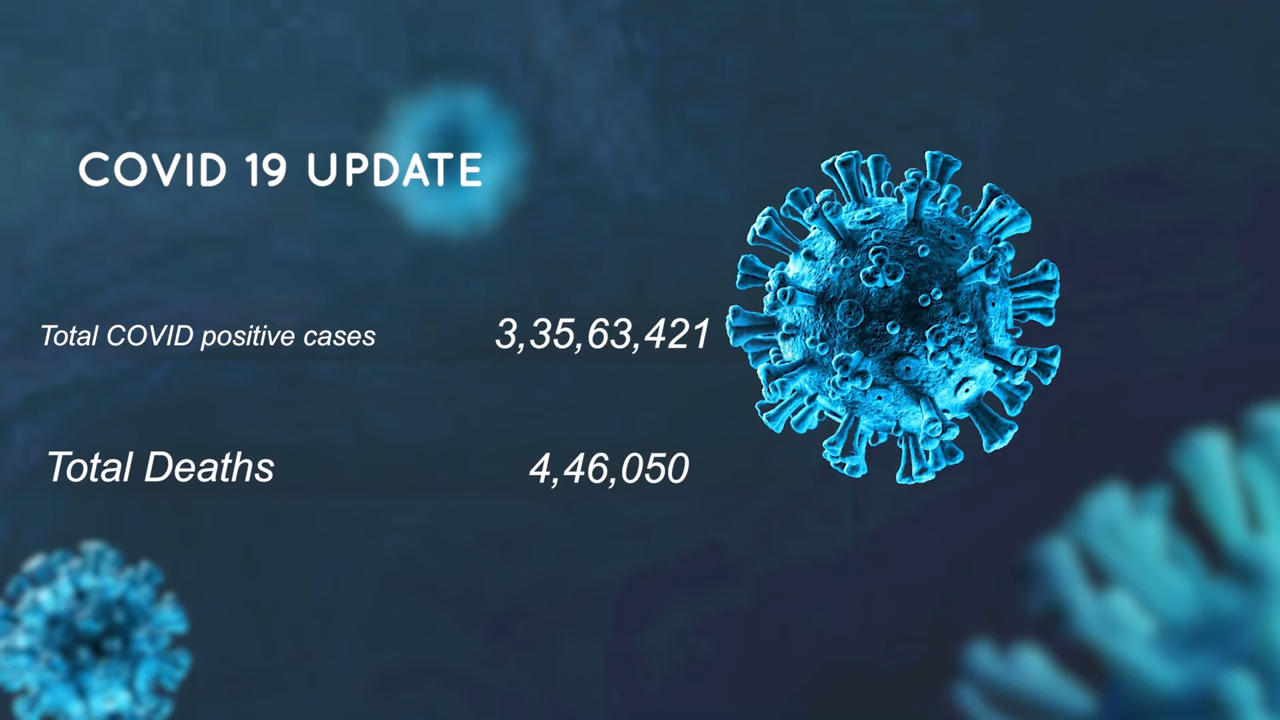 COVID 19 UPDATE
Total COVID positive cases 3,35,63,421
Total Deaths 4,46,050